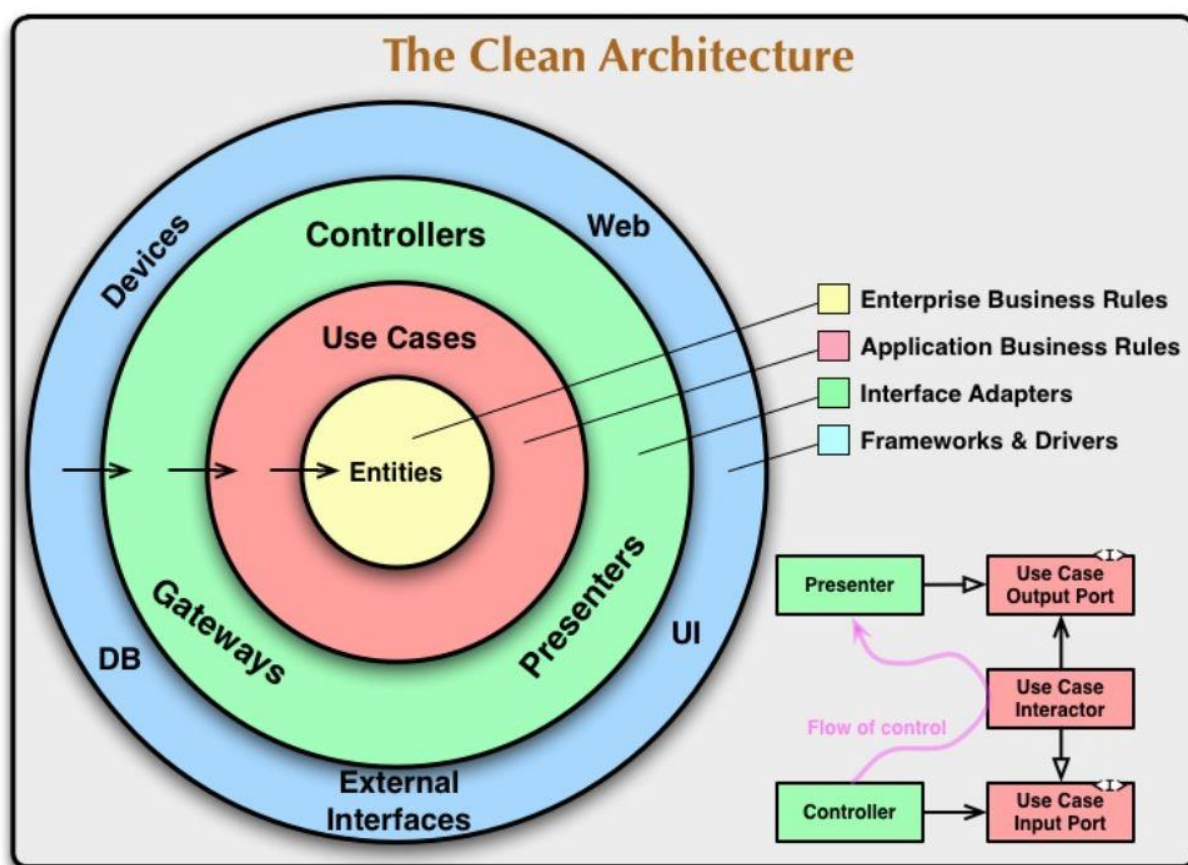 The Clean Architecture
Devices
Web
Controllers
Use Cases
Entities
Gateways
Presenters
DB
UI
External
Interfaces
Enterprise Business Rules
Application Business Rules
Interface Adapters
Frameworks & Drivers
Presenter
<I>
Use Case
Output Port
Use Case
Interactor
Flow of control
Controller
<I>
Use Case
Input Port